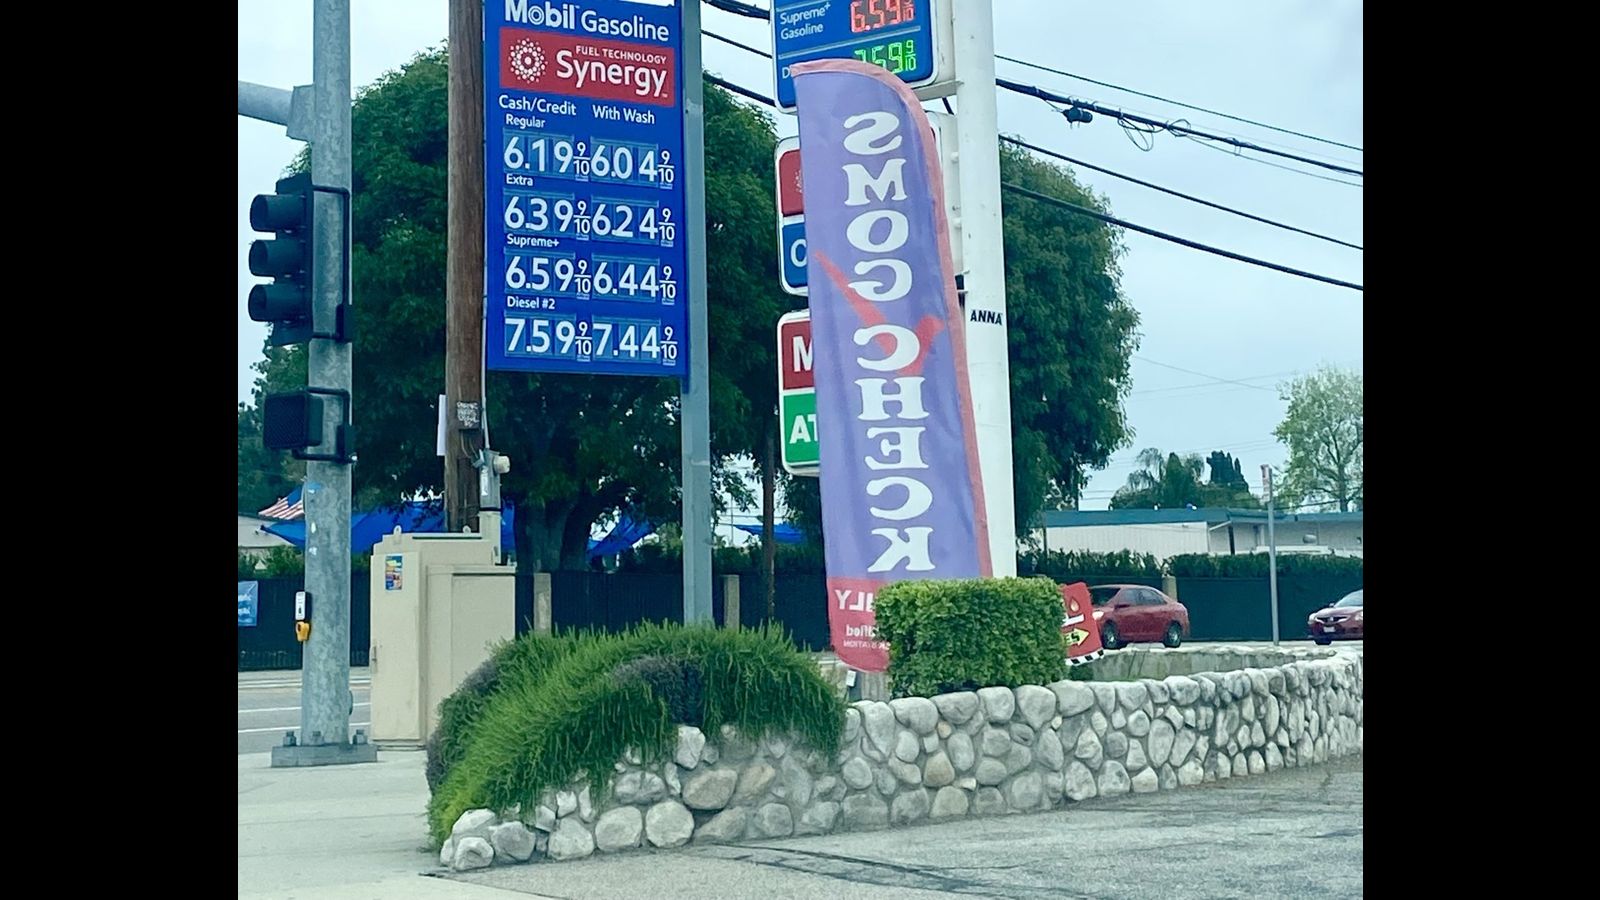 Mobil Gasoline
FUEL TECHNOLOGY
Synergy
Cash/Credit With Wash
Regular
6.19 9/10 6.04 9/10
Extra
6.39 9/10 6.24 9/10
Supreme+
6.59 9/10 6.44 9/10
Diesel #2
7.59 9/10 7.44 9/10
Supreme+
Gasoline
6.59 9/10
D
.59 9/10
M
AT
SMOG CHECK
ANNA